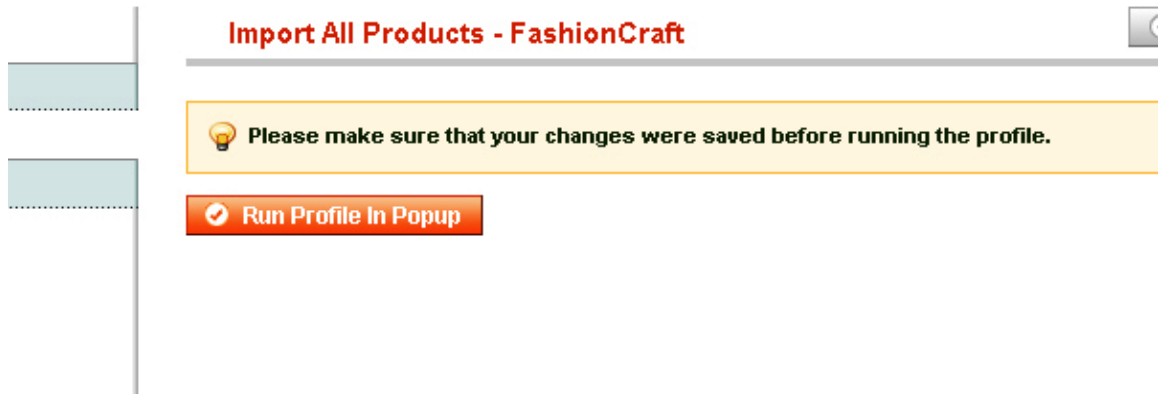 Import All Products - FashionCraft
Please make sure that your changes were saved before running the profile.
Run Profile In Popup